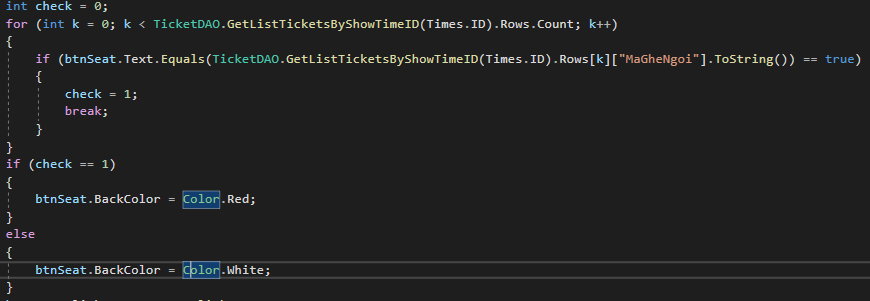 int check = 0;
for (int k = 0; k < TicketDAO.GetListTicketsByShowTimeID(Times.ID).Rows.Count; k++)
{
if (btnSeat.Text.Equals(TicketDAO.GetListTicketsByShowTimeID(Times.ID).Rows[k]["MaGheNgoi"].ToString()) == true)
{
check = 1;
break;
}
}
if (check == 1)
{
btnSeat.BackColor = Color.Red;
}
else
{
btnSeat.BackColor = Color.White;
}